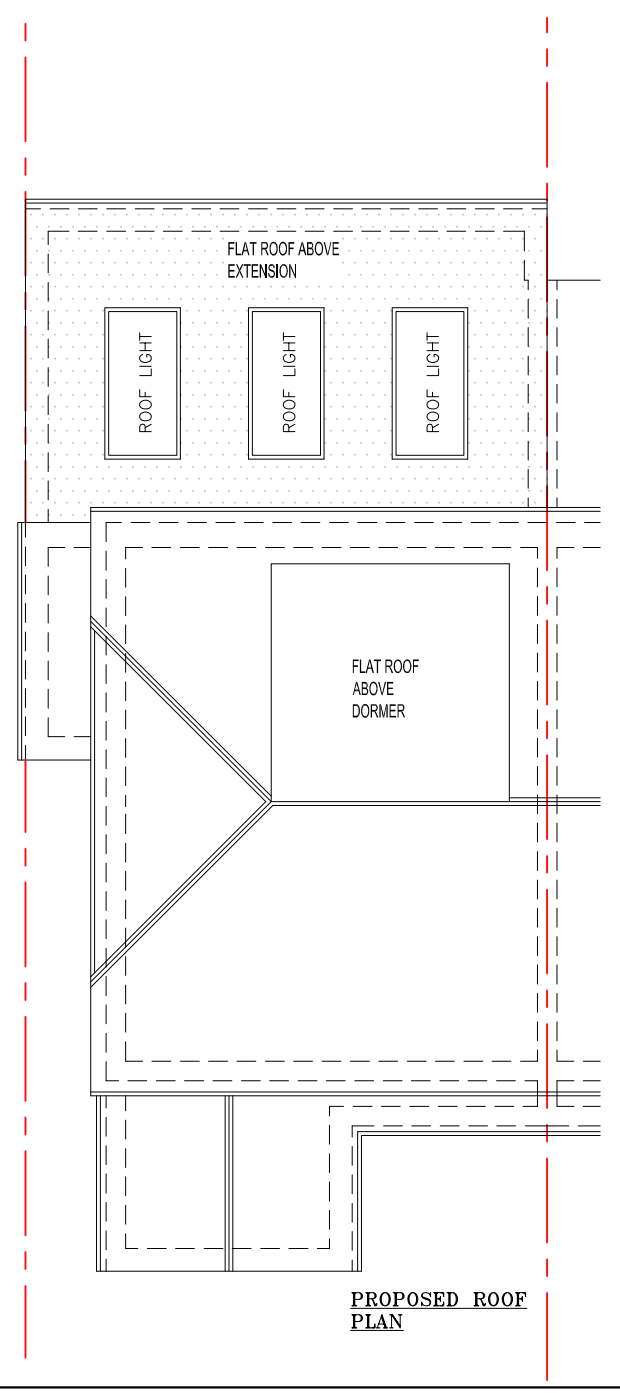 FLAT ROOF ABOVE
EXTENSION
ROOF LIGHT
ROOF LIGHT
ROOF LIGHT
FLAT ROOF
ABOVE
DORMER
PROPOSED ROOF
PLAN